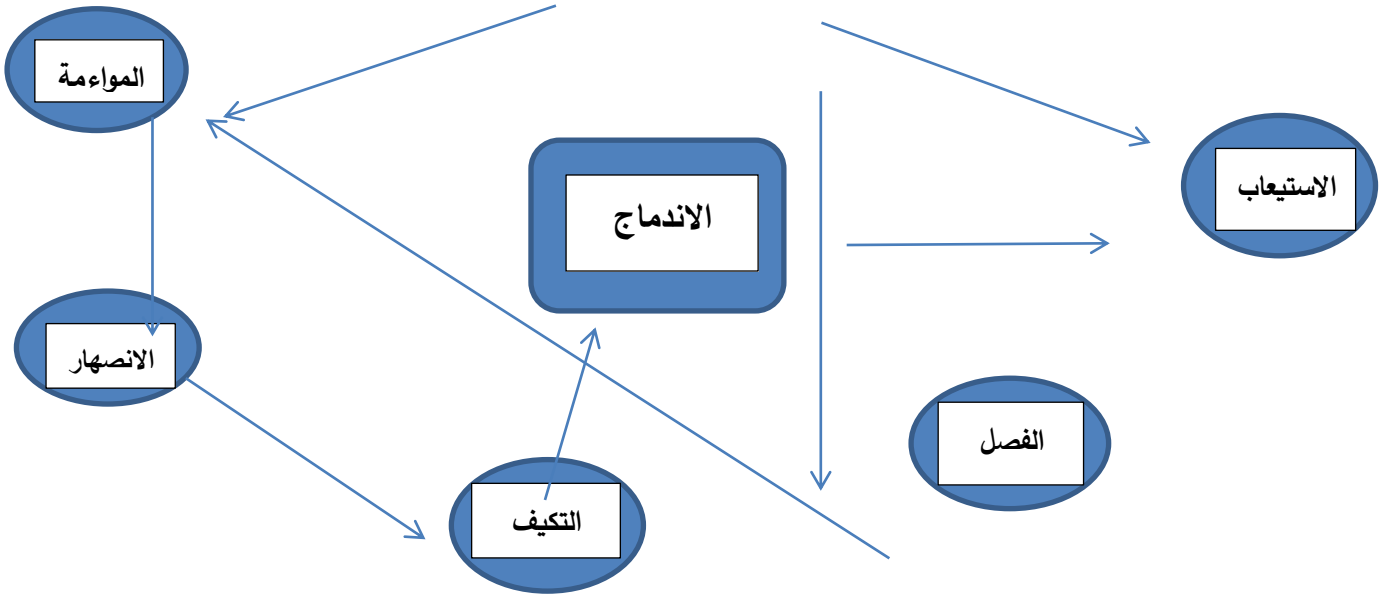 المواءمة
الاستيعاب
الاندماج
الانصهار
الفصل
التكيف